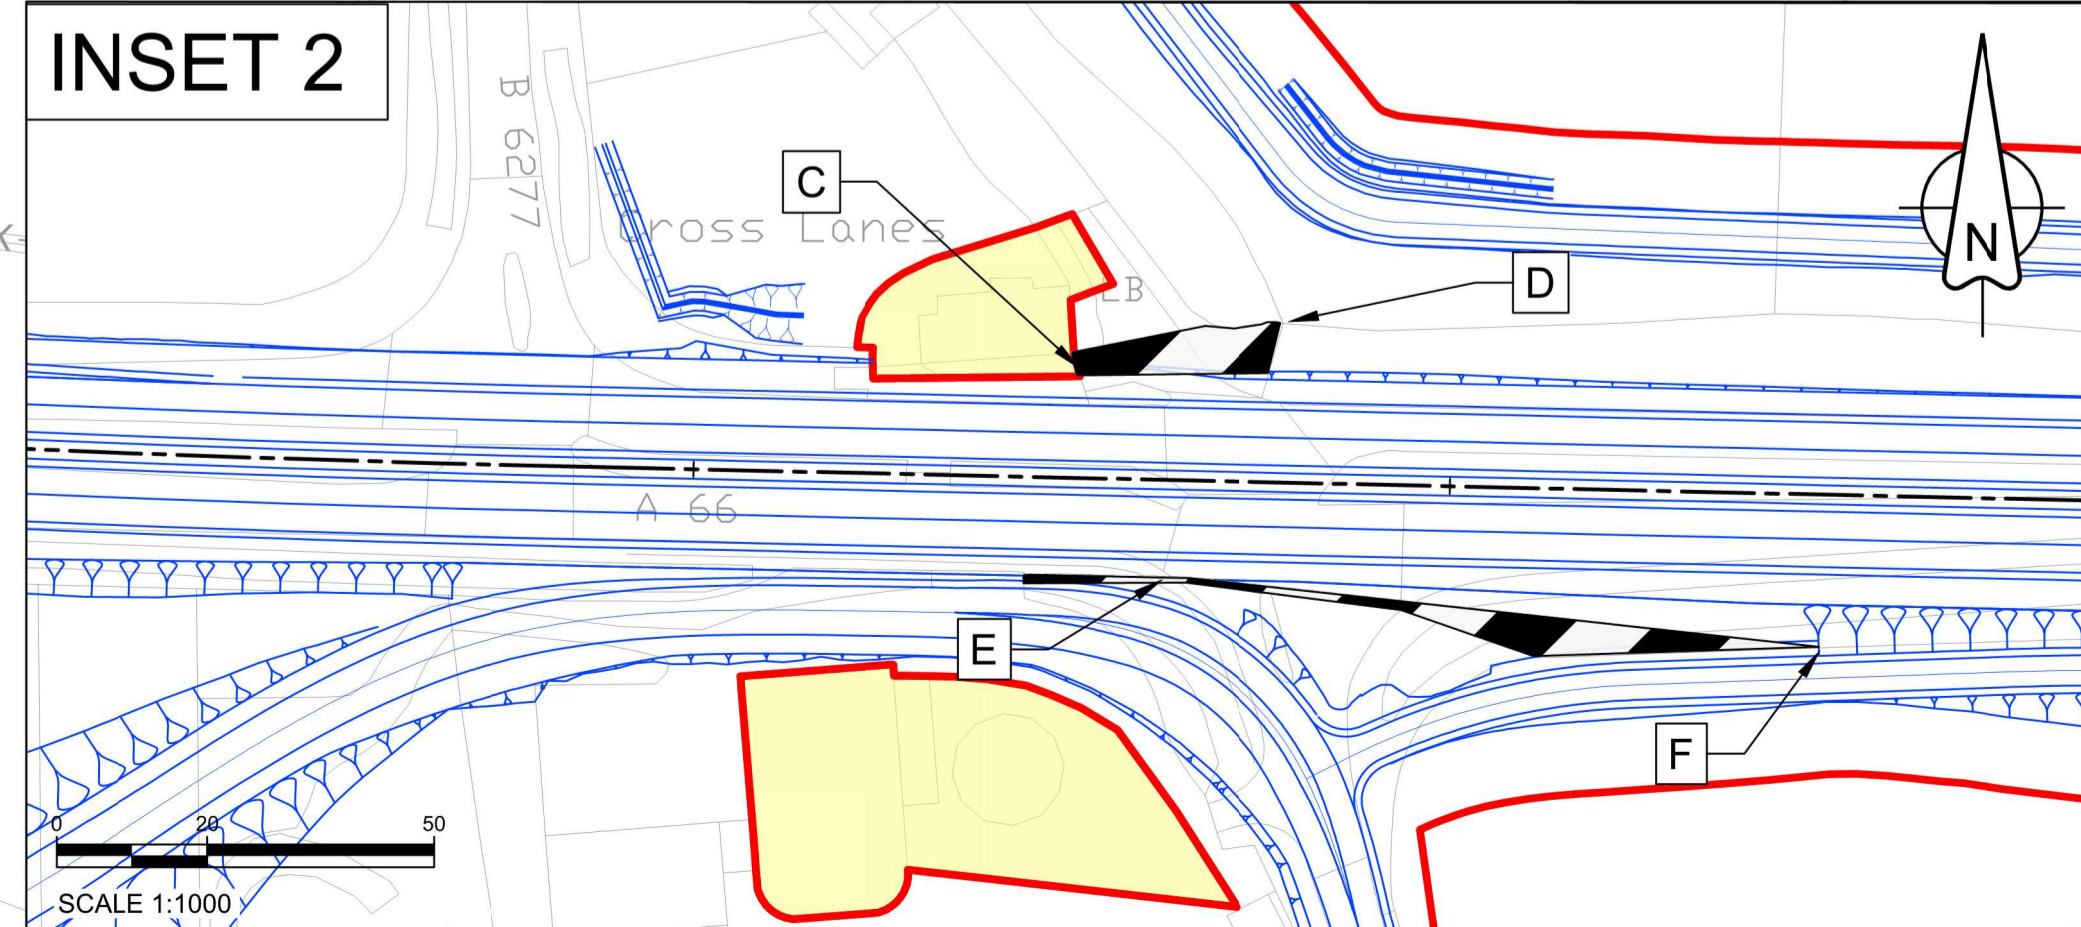 INSET 2
B 6277
C
Cross Lanes
N
D
LB
A 66
E
F
0 20 50
SCALE 1:1000